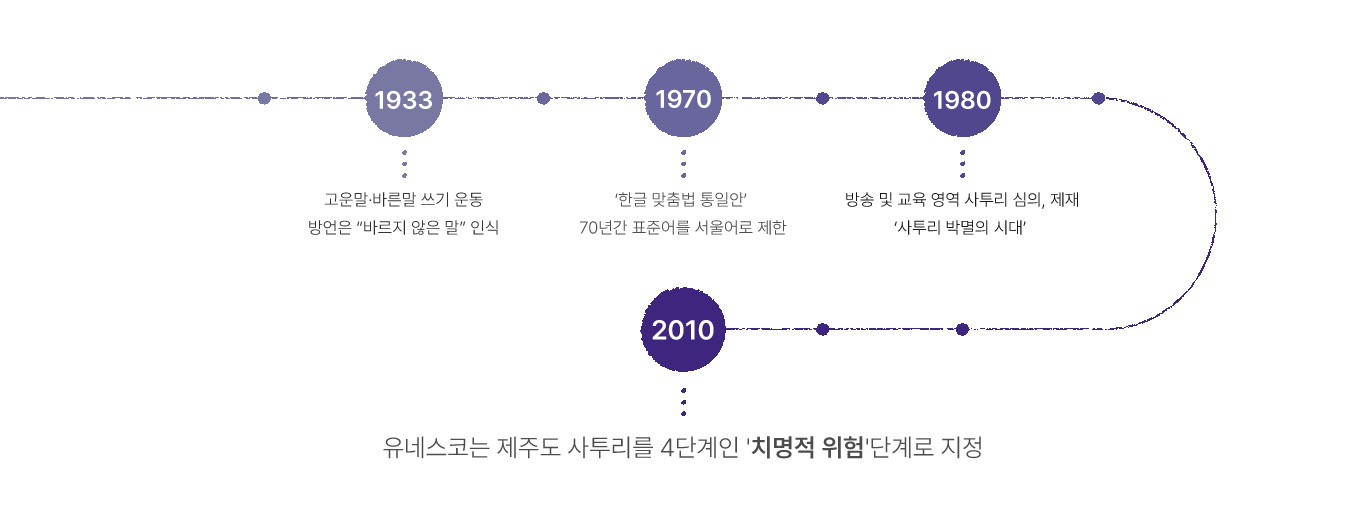 1933
고운말·바른말 쓰기 운동
방언은 “바르지 않은 말” 인식
1970
‘한글 맞춤법 통일안’
70년간 표준어를 서울어로 제한
1980
방송 및 교육 영역 사투리 심의, 제재
‘사투리 박멸의 시대’
2010
유네스코는 제주도 사투리를 4단계인 '치명적 위험'단계로 지정